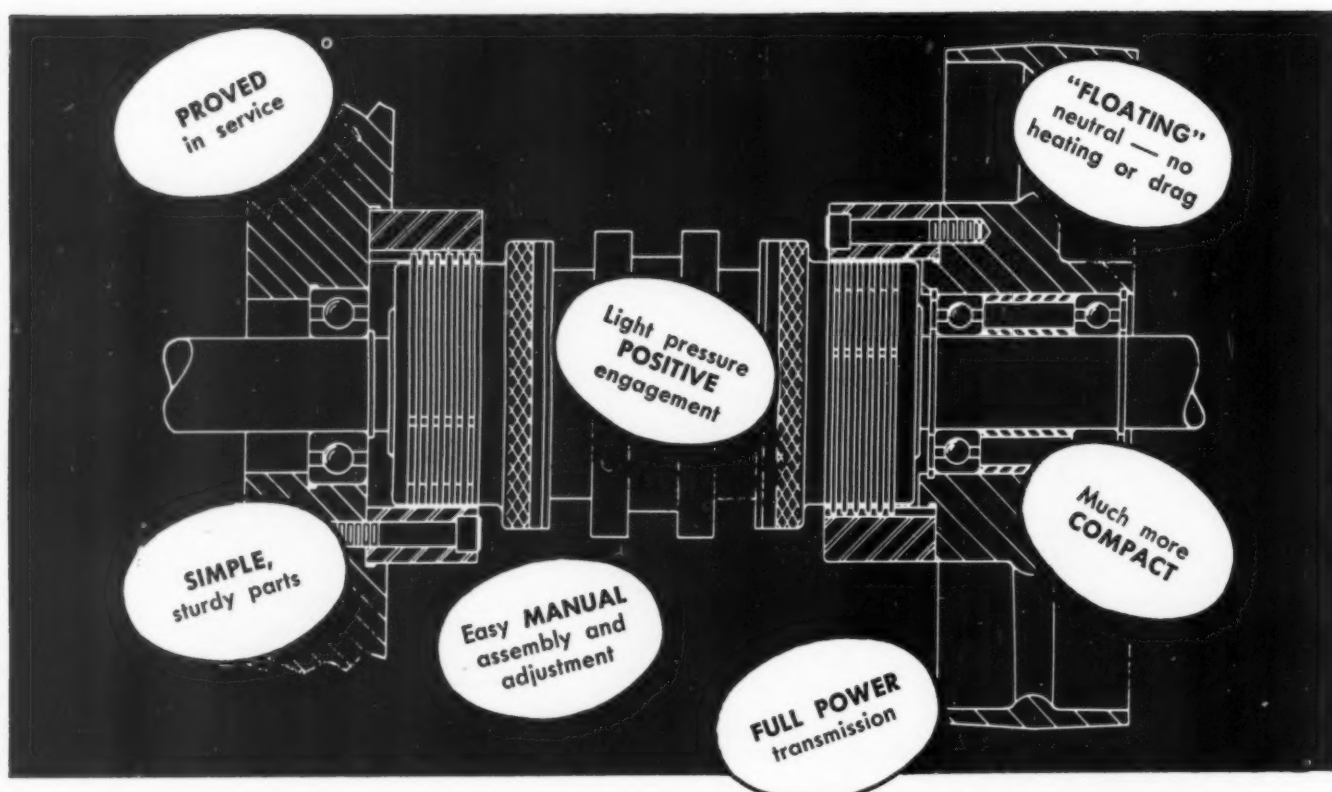 PROVED
in service
"FLOATING"
neutral — no
heating or drag
Light pressure
POSITIVE
engagement
SIMPLE,
sturdy parts
Much more
COMPACT
Easy MANUAL
assembly and
adjustment
FULL POWER
transmission